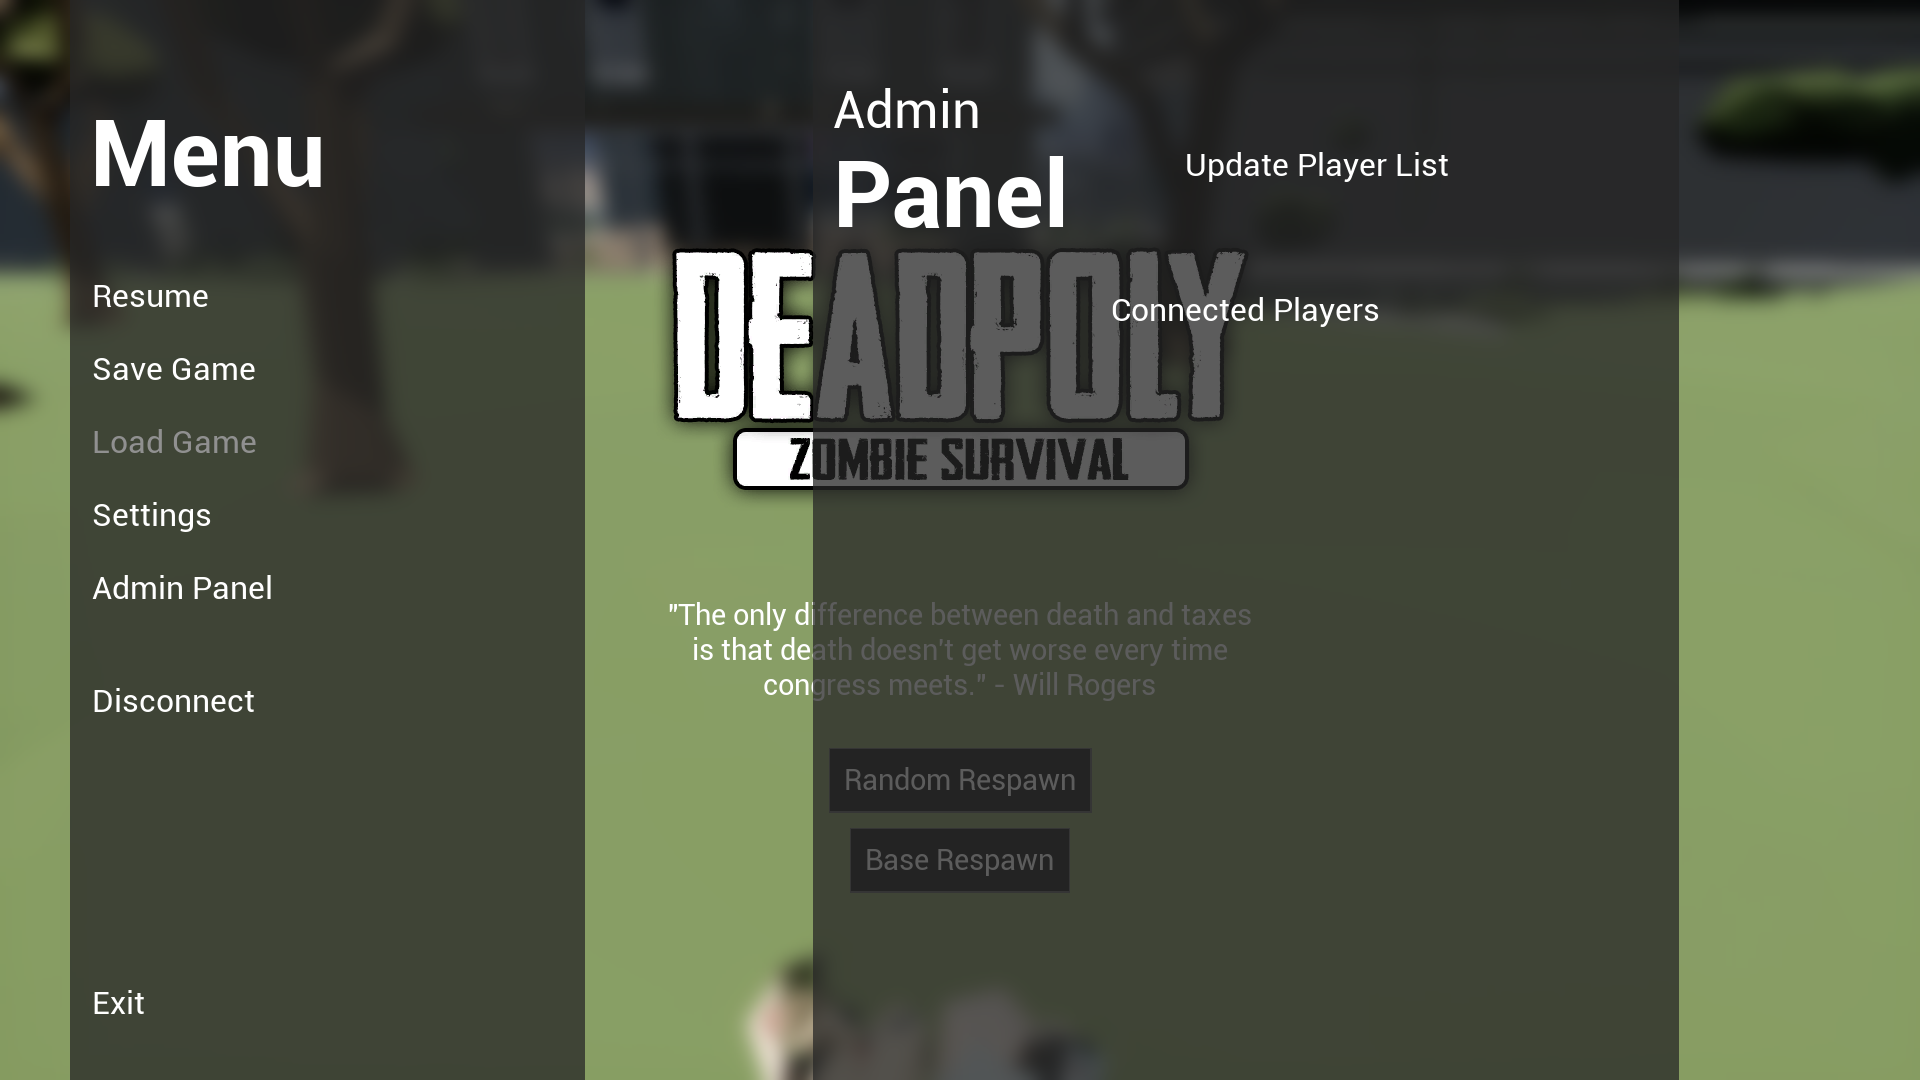 Menu
Resume
Save Game
Load Game
Settings
Admin Panel
Disconnect
Exit
Admin
Panel
Update Player List
Connected Players
DEADPOLY
ZOMBIE SURVIVAL
"The only difference between death and taxes
is that death doesn't get worse every time
congress meets." - Will Rogers
Random Respawn
Base Respawn